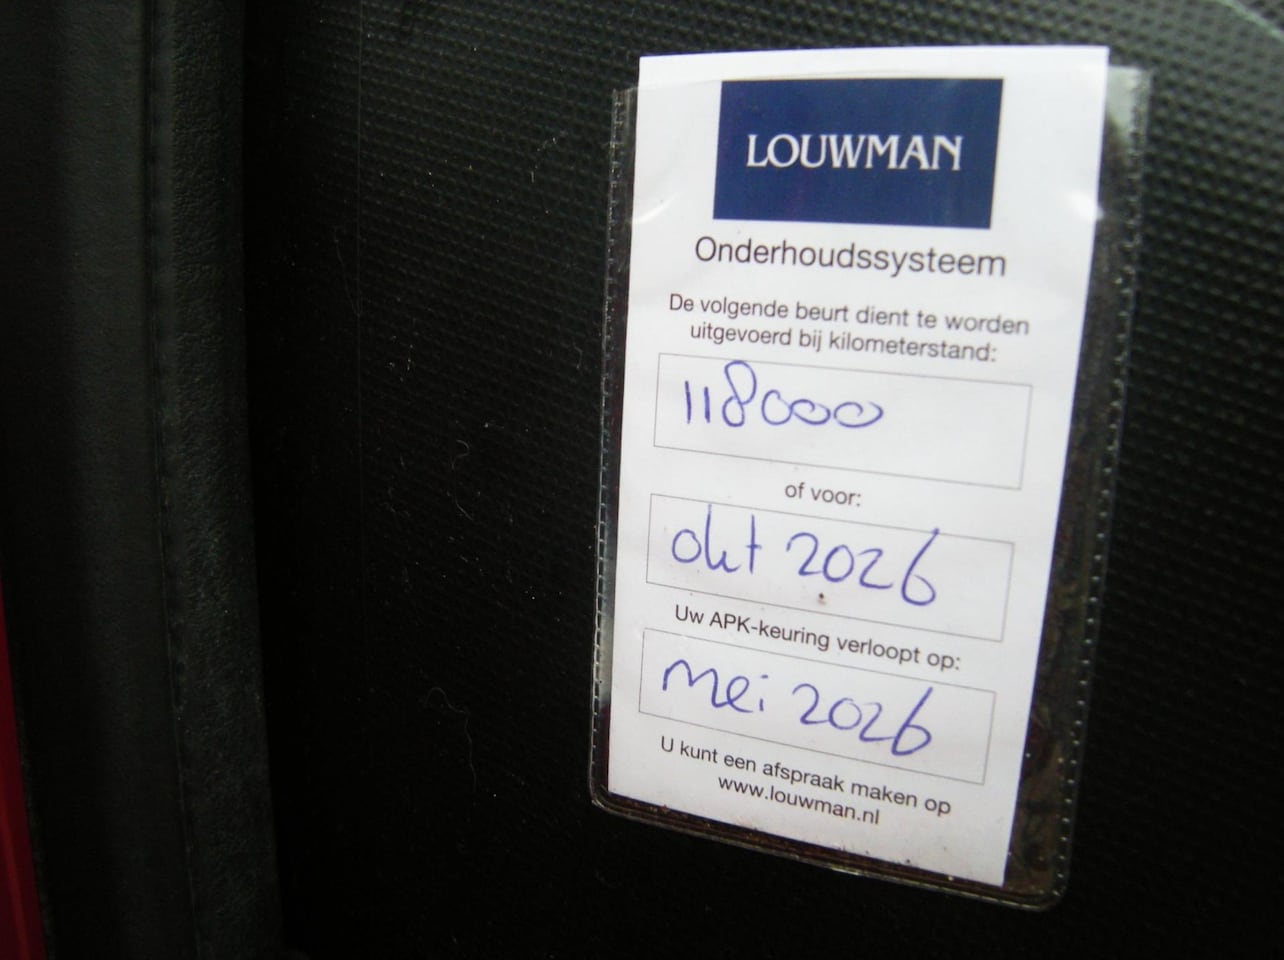 LOUWMAN
Onderhoudssysteem
De volgende beurt dient te worden
uitgevoerd bij kilometerstand:
118000
of voor:
okt 2026
Uw APK-keuring verloopt op:
mei 2026
U kunt een afspraak maken op
www.louwman.nl